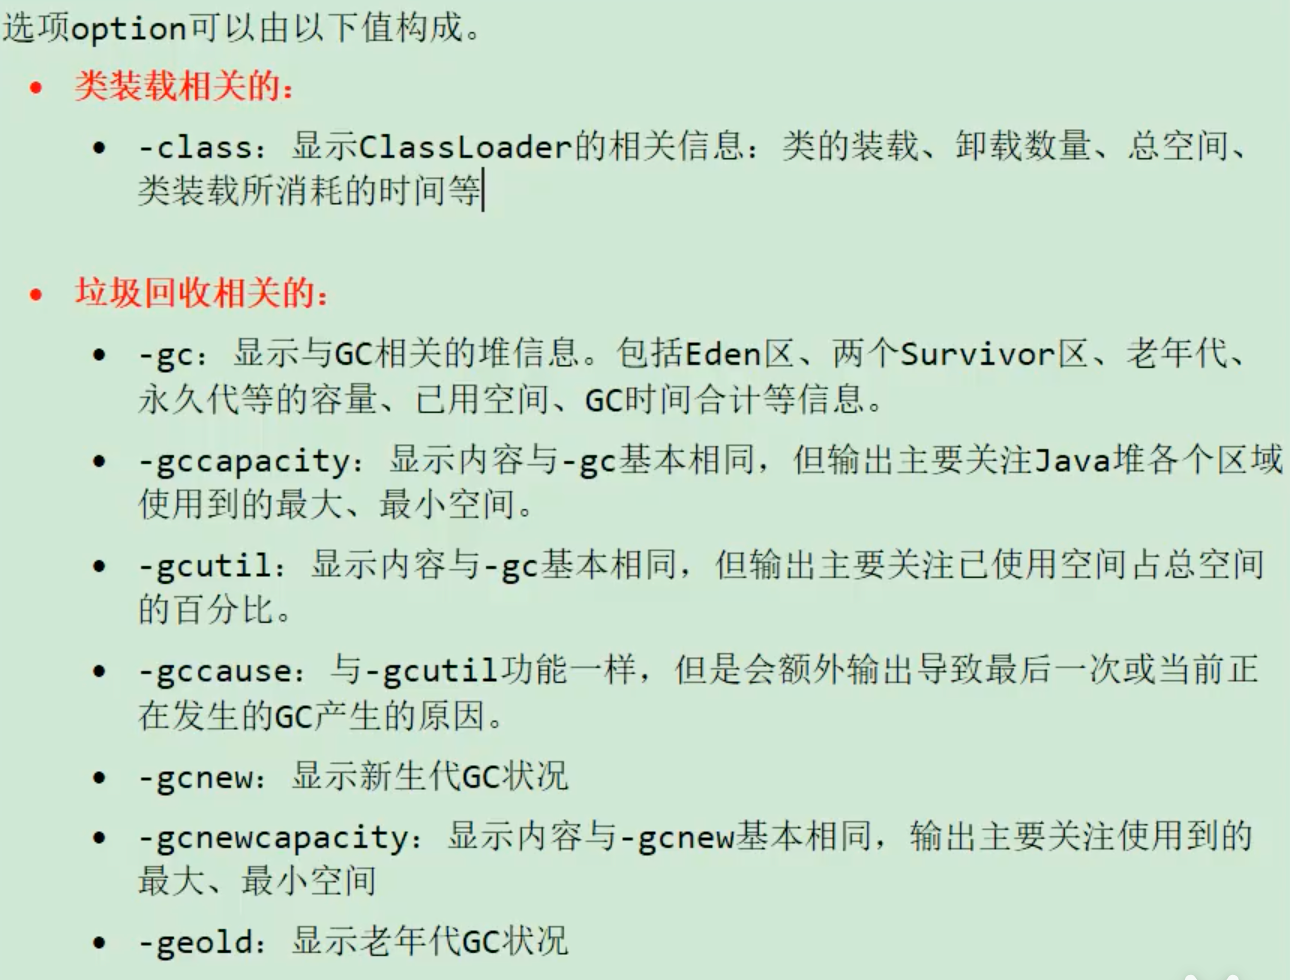 选项option可以由以下值构成。
• 类装载相关的:
• -class：显示ClassLoader的相关信息：类的装载、卸载数量、总空间、
类装载所消耗的时间等
• 垃圾回收相关的:
• -gc：显示与GC相关的堆信息。包括Eden区、两个Survivor区、老年代、
永久代等的容量、已用空间、GC时间合计等信息。
• -gccapacity：显示内容与-gc基本相同，但输出主要关注Java堆各个区域
使用到的最大、最小空间。
• -gcutil：显示内容与-gc基本相同，但输出主要关注已使用空间占总空间
的百分比。
• -gccause：与-gcutil功能一样，但是会额外输出导致最后一次或当前正
在发生的GC产生的原因。
• -gcnew：显示新生代GC状况
• -gcnewcapacity：显示内容与-gcnew基本相同，输出主要关注使用到的
最大、最小空间
• -geold：显示老年代GC状况